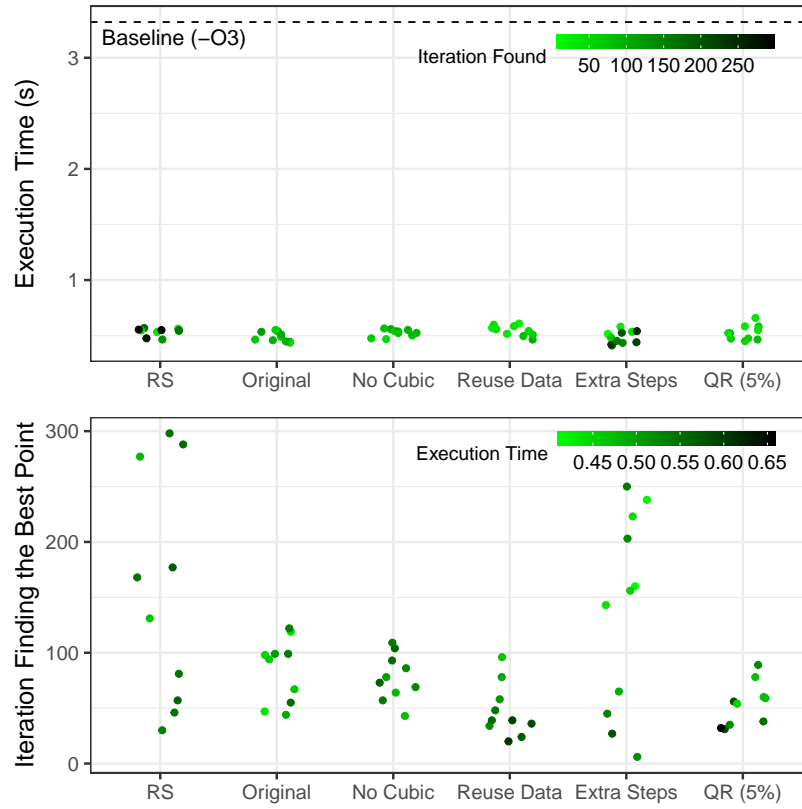 Baseline (−O3)
Iteration Found
50 100 150 200 250
Execution Time (s)
3
2
1
RS Original No Cubic Reuse Data Extra Steps QR (5%)
Execution Time
0.45 0.50 0.55 0.60 0.65
Iteration Finding the Best Point
300
200
100
0
RS Original No Cubic Reuse Data Extra Steps QR (5%)